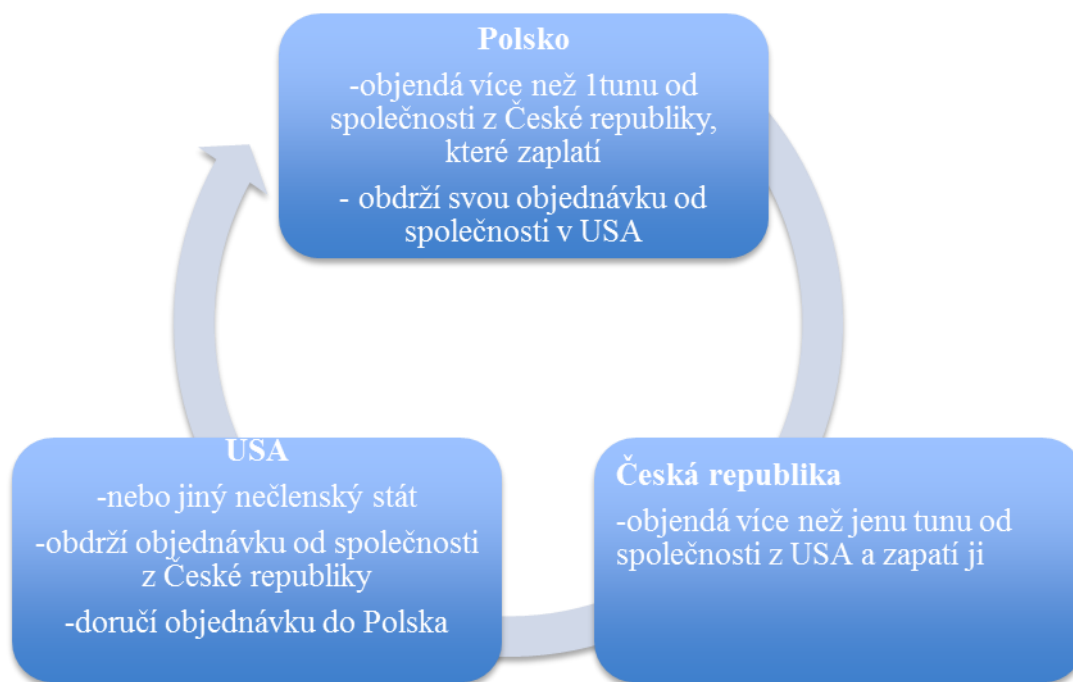 Polsko
-objendá více než 1tunu od
společnosti z České republiky,
které zaplatí
- obdrží svou objednávku od
společnosti v USA
USA
-nebo jiný nečlenský stát
-obdrží objednávku od společnosti
z České republiky
-doručí objednávku do Polska
Česká republika
-objendá více než jenu tunu od
společnosti z USA a zapatí ji